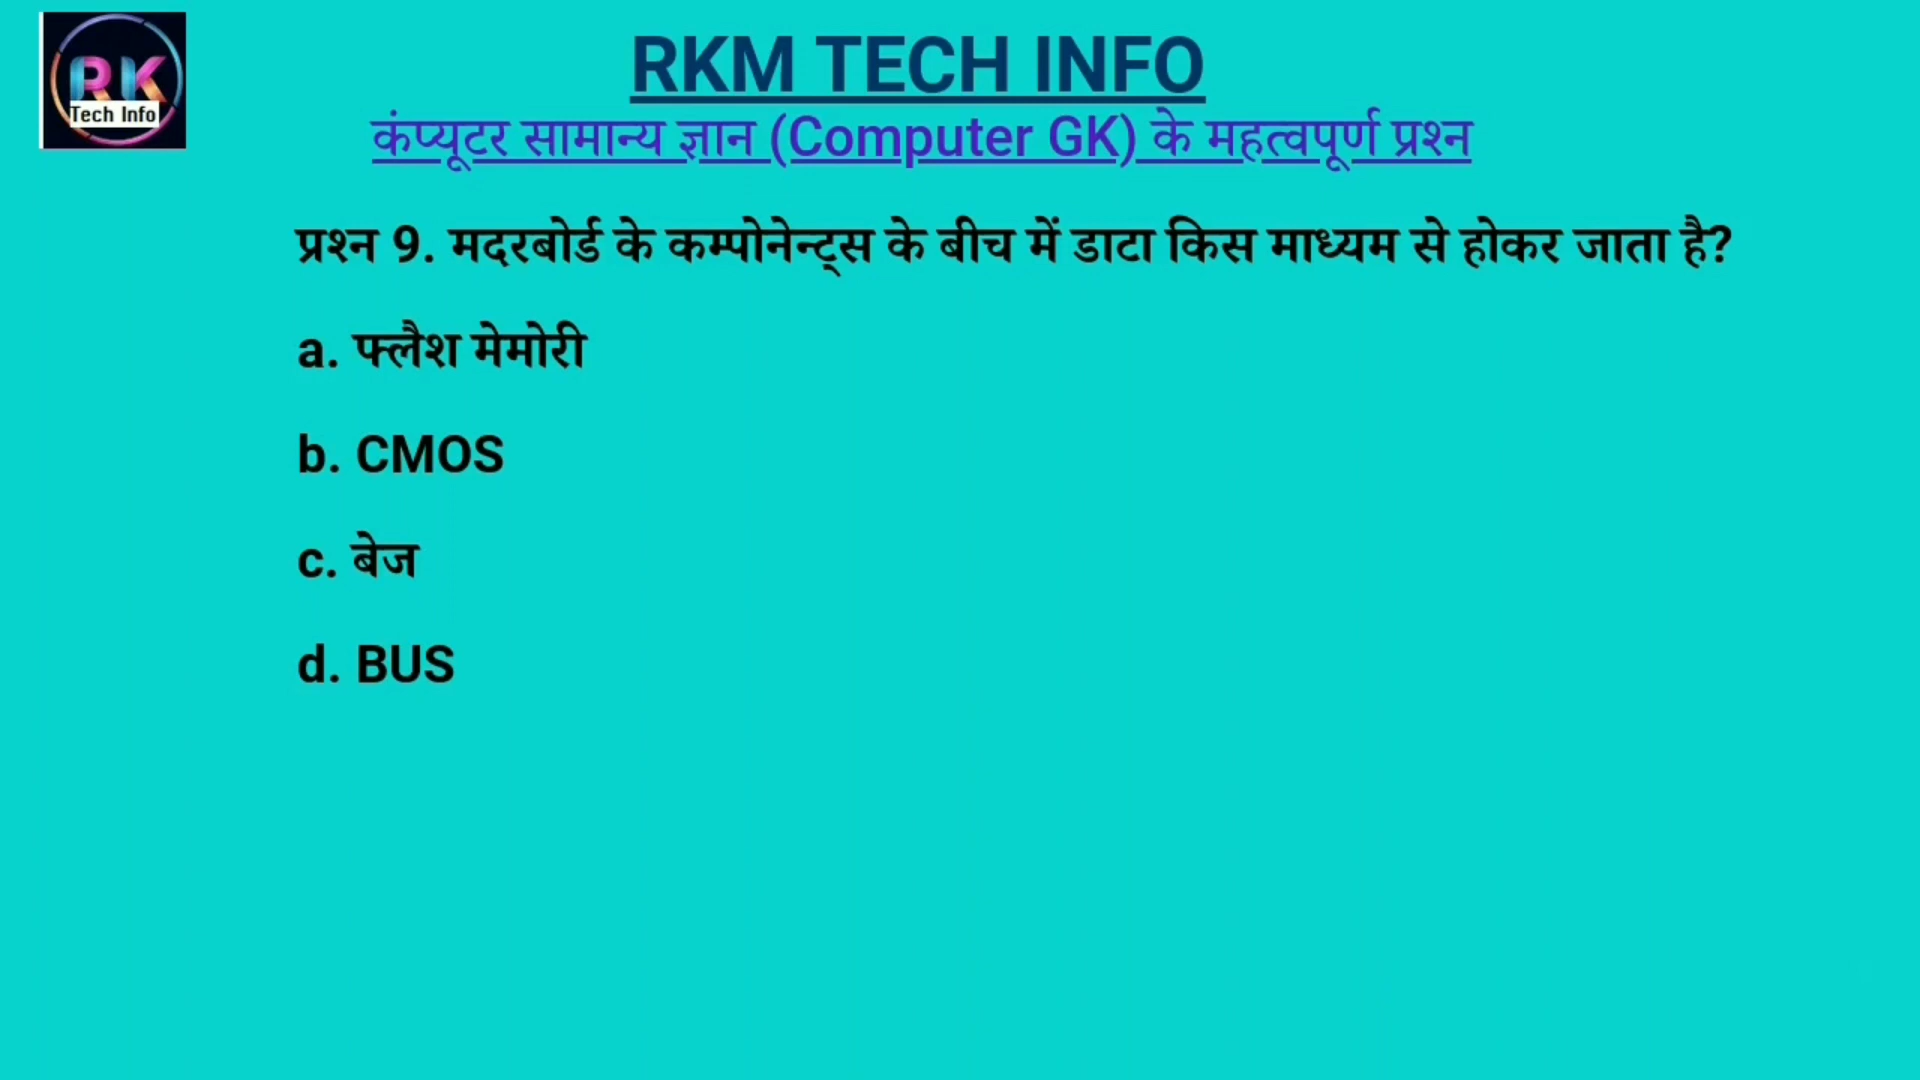 RK
Tech Info
RKM TECH INFO
कंप्यूटर सामान्य ज्ञान (Computer GK) के महत्वपूर्ण प्रश्न
प्रश्न 9. मदरबोर्ड के कम्पोनेन्ट्स के बीच में डाटा किस माध्यम से होकर जाता है?
a. फ्लैश मेमोरी
b. CMOS
c. बेज
d. BUS